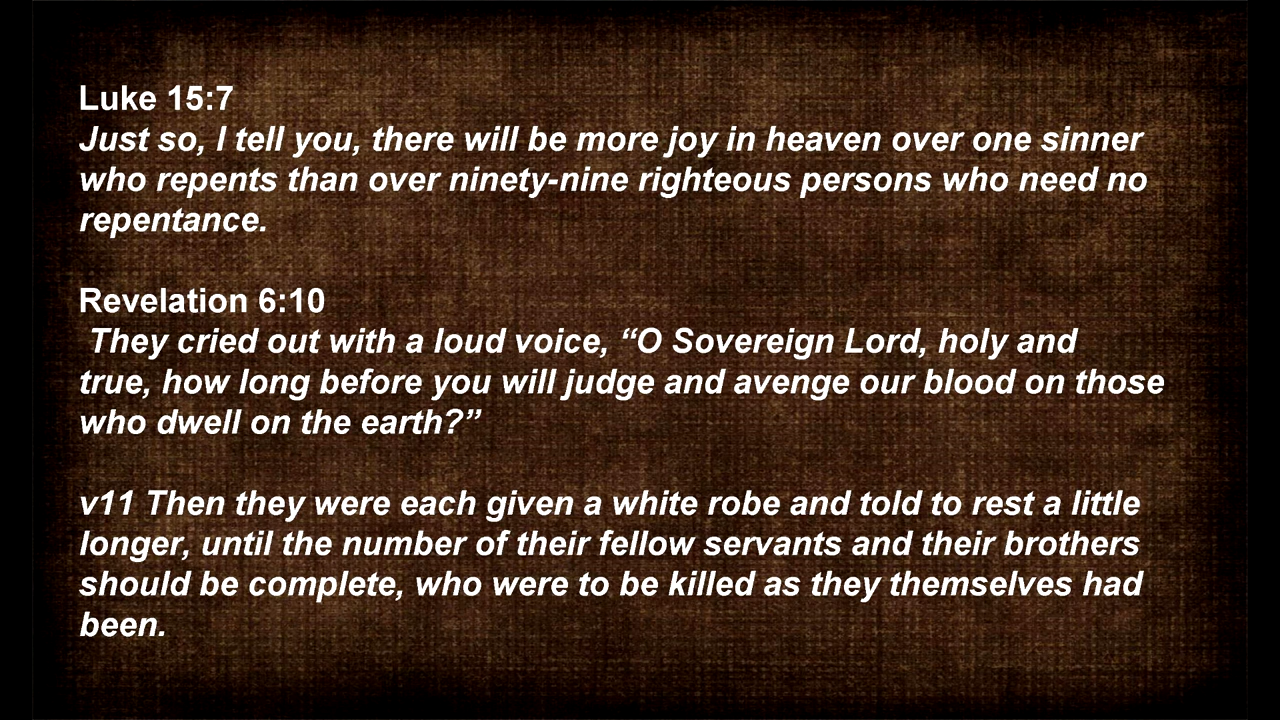 Luke 15:7
Just so, I tell you, there will be more joy in heaven over one sinner
who repents than over ninety-nine righteous persons who need no
repentance.
Revelation 6:10
They cried out with a loud voice, “O Sovereign Lord, holy and
true, how long before you will judge and avenge our blood on those
who dwell on the earth?”
v11 Then they were each given a white robe and told to rest a little
longer, until the number of their fellow servants and their brothers
should be complete, who were to be killed as they themselves had
been.